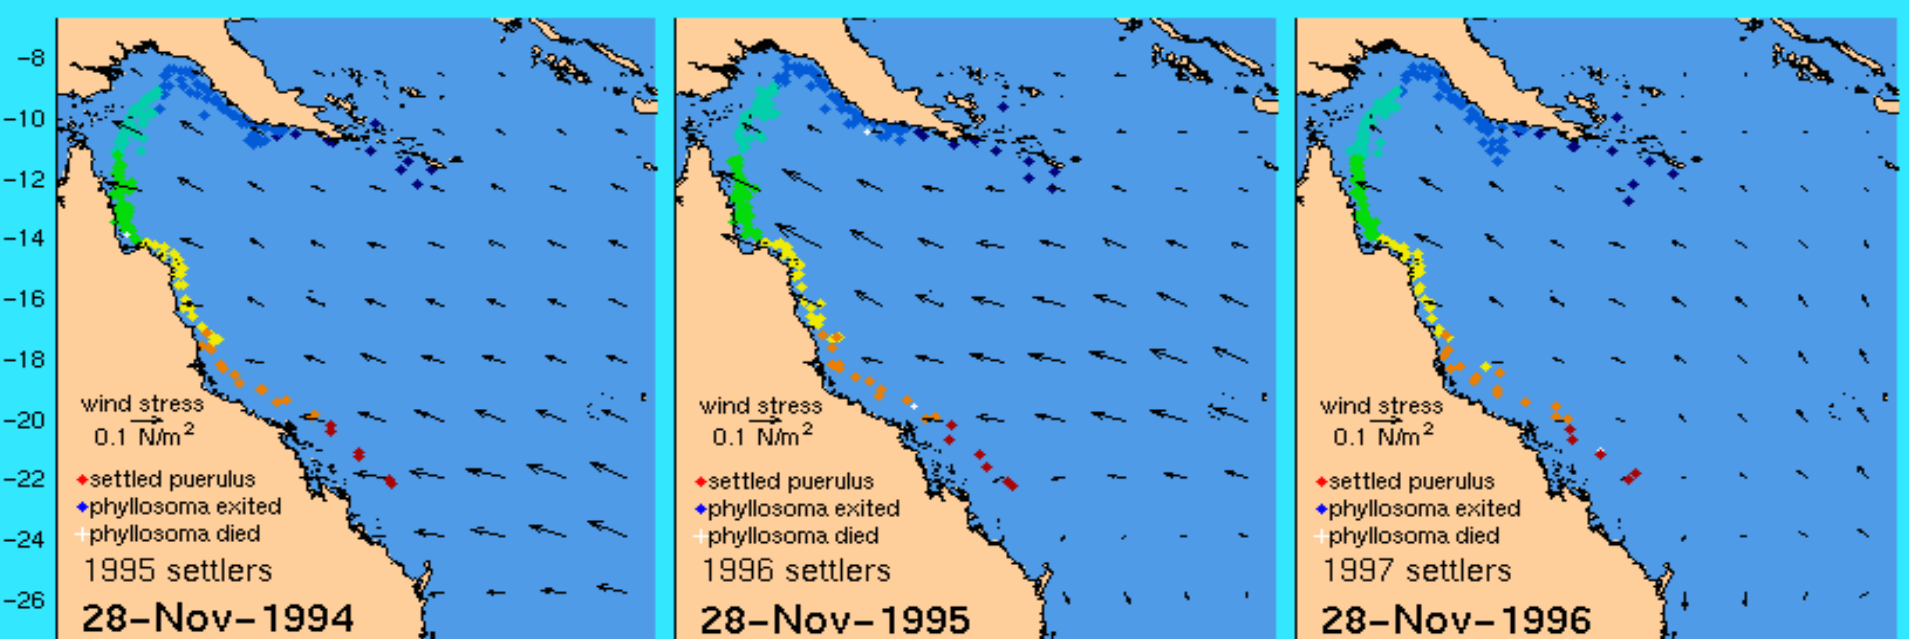 -8
-10
-12
-14
-16
-18
-20
-22
-24
-26
wind stress
0.1 N/m²
settled puerulus
phyllosoma exited
phyllosoma died
1995 settlers
28-Nov-1994
wind stress
0.1 N/m²
settled puerulus
phyllosoma exited
phyllosoma died
1996 settlers
28-Nov-1995
wind stress
0.1 N/m²
settled puerulus
phyllosoma exited
phyllosoma died
1997 settlers
28-Nov-1996